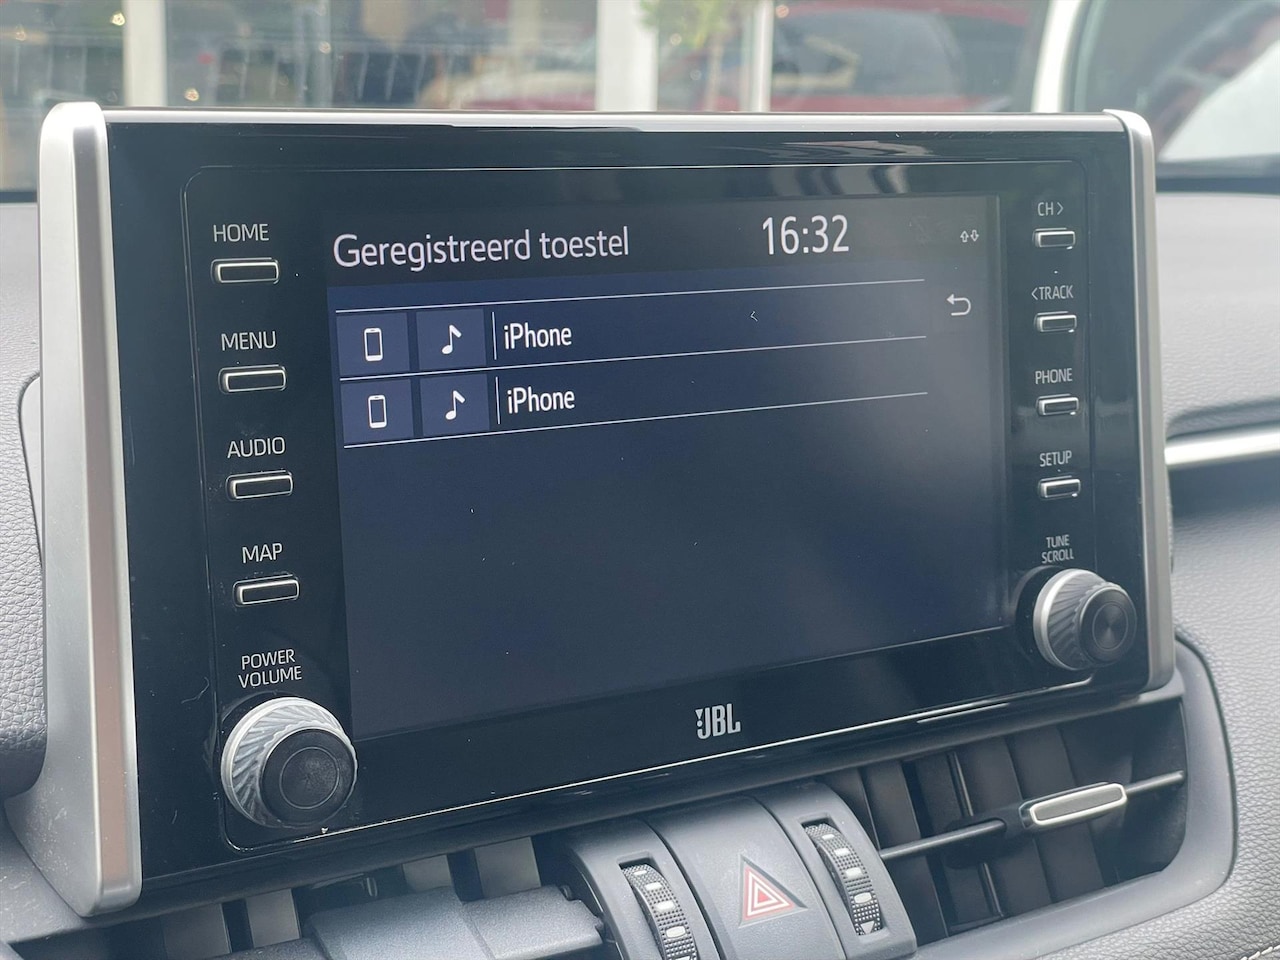 HOME
MENU
AUDIO
MAP
POWER
VOLUME
Geregistreerd toestel
16:32
iPhone
iPhone
CH>
<TRACK
PHONE
SETUP
TUNE
SCROLL
JBL